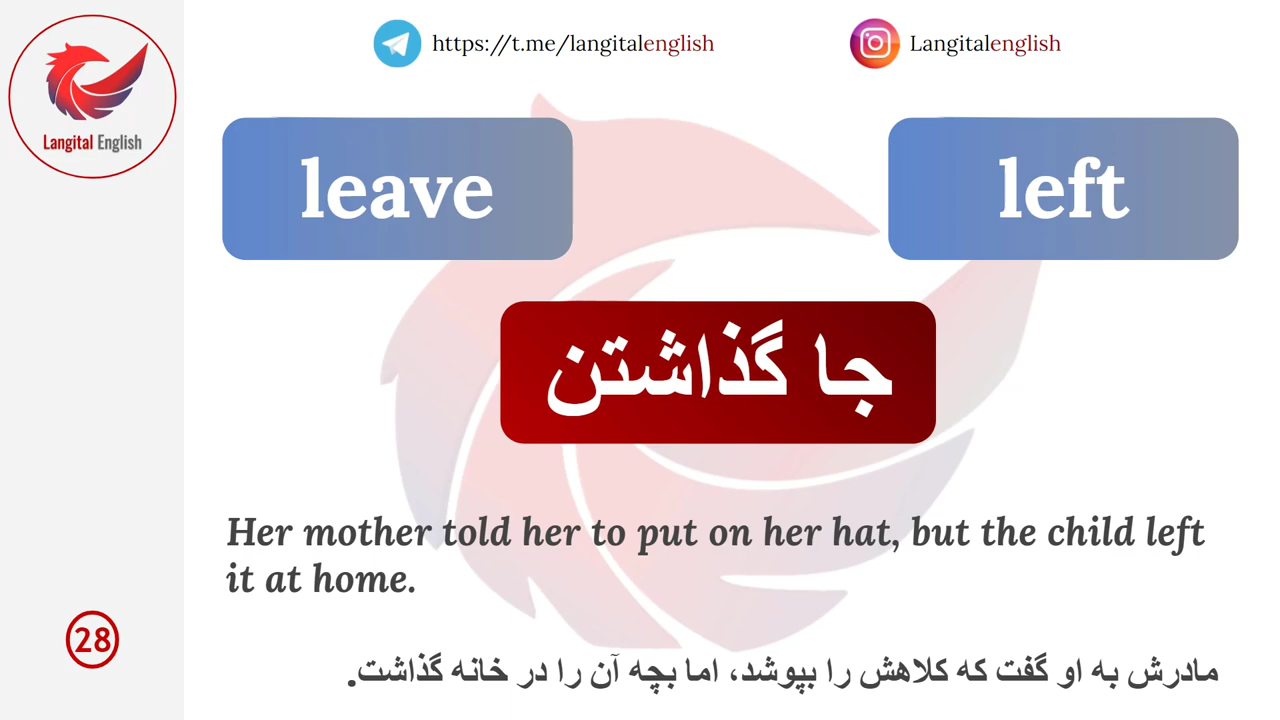 https://t.me/langitalenglish
Langitalenglish
Langital English
leave
left
جا گذاشتن
Her mother told her to put on her hat, but the child left
it at home.
28
مادرش به او گفت که کلاهش را بپوشد، اما بچه آن را در خانه گذاشت.